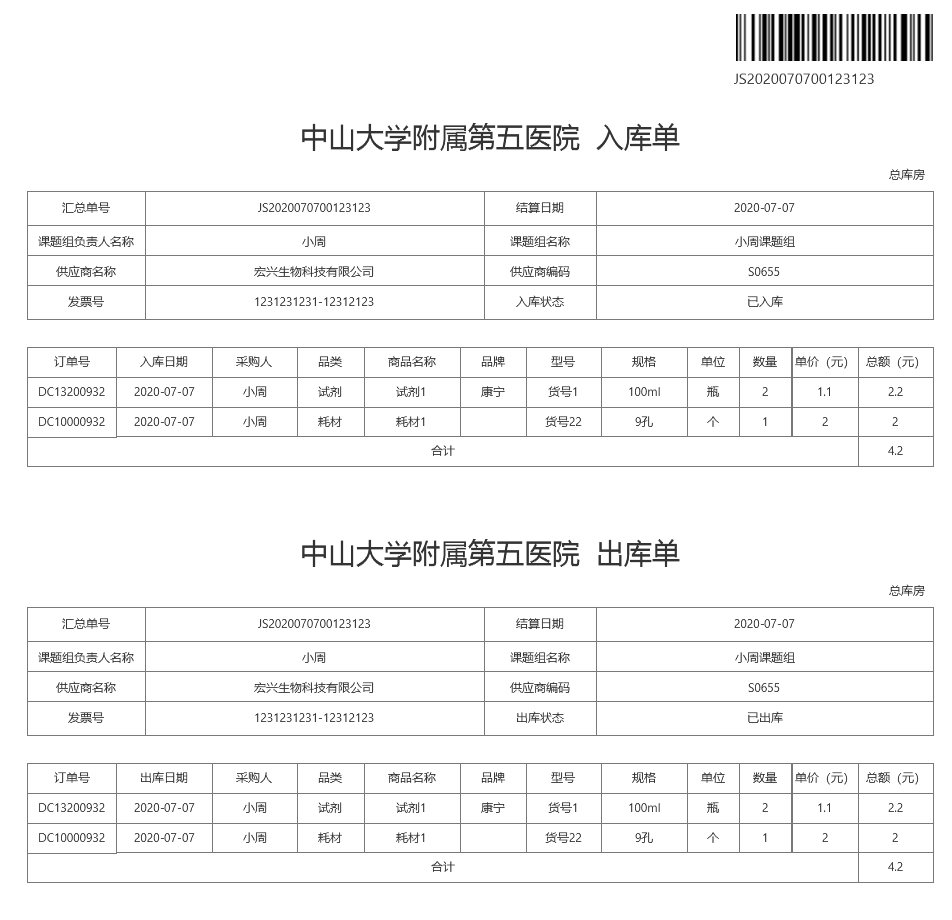 JS2020070700123123
中山大学附属第五医院 入库单
总库房
汇总单号 JS2020070700123123 结算日期 2020-07-07
课题组负责人名称 小周 课题组名称 小周课题组
供应商名称 宏兴生物科技有限公司 供应商编码 S0655
发票号 1231231231-12312123 入库状态 已入库
订单号 入库日期 采购人 品类 商品名称 品牌 型号 规格 单位 数量 单价（元） 总额（元）
DC13200932 2020-07-07 小周 试剂 试剂1 康宁 货号1 100ml 瓶 2 1.1 2.2
DC10000932 2020-07-07 小周 耗材 耗材1 货号22 9孔 个 1 2 2
合计 4.2
中山大学附属第五医院 出库单
总库房
汇总单号 JS2020070700123123 结算日期 2020-07-07
课题组负责人名称 小周 课题组名称 小周课题组
供应商名称 宏兴生物科技有限公司 供应商编码 S0655
发票号 1231231231-12312123 出库状态 已出库
订单号 出库日期 采购人 品类 商品名称 品牌 型号 规格 单位 数量 单价（元） 总额（元）
DC13200932 2020-07-07 小周 试剂 试剂1 康宁 货号1 100ml 瓶 2 1.1 2.2
DC10000932 2020-07-07 小周 耗材 耗材1 货号22 9孔 个 1 2 2
合计 4.2